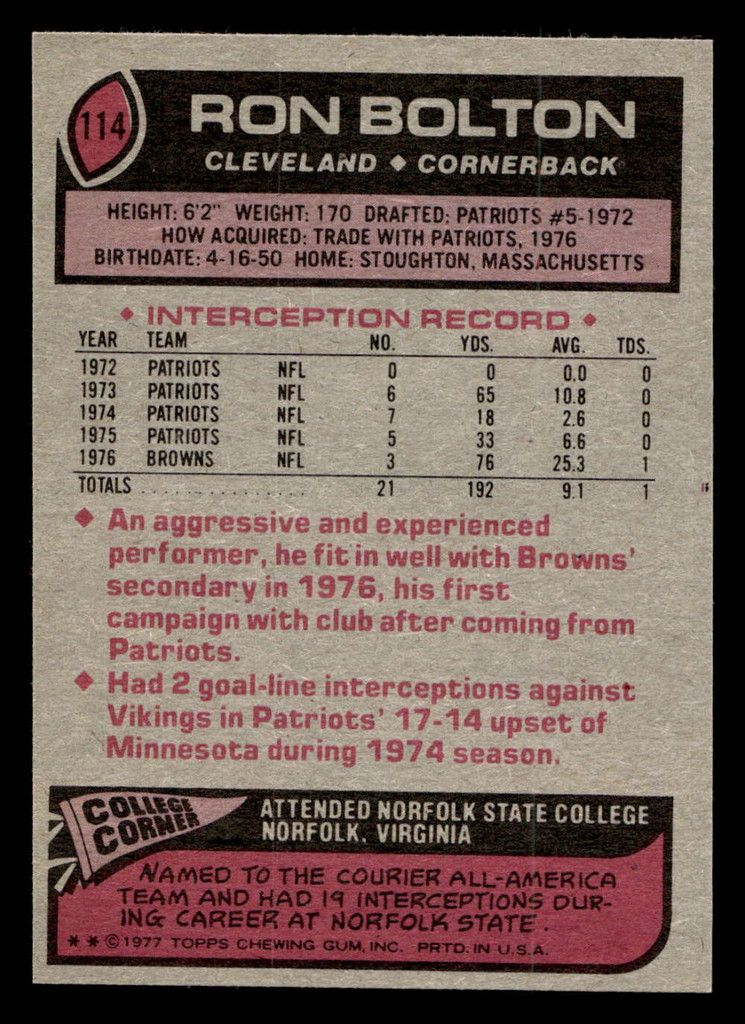 114
RON BOLTON
CLEVELAND ◆ CORNERBACK
HEIGHT: 6'2" WEIGHT: 170 DRAFTED: PATRIOTS #5-1972
HOW ACQUIRED: TRADE WITH PATRIOTS, 1976
BIRTHDATE: 4-16-50 HOME: STOUGHTON, MASSACHUSETTS
◆ INTERCEPTION RECORD ◆
YEAR TEAM NO. YDS. AVG. TDS.
1972 PATRIOTS NFL 0 0 0.0 0
1973 PATRIOTS NFL 6 65 10.8 0
1974 PATRIOTS NFL 7 18 2.6 0
1975 PATRIOTS NFL 5 33 6.6 0
1976 BROWNS NFL 3 76 25.3 1
TOTALS . . . . . . . . . . . . . . . . . 21 192 9.1 1
◆ An aggressive and experienced
performer, he fit in well with Browns'
secondary in 1976, his first
campaign with club after coming from
Patriots.
◆ Had 2 goal-line interceptions against
Vikings in Patriots' 17-14 upset of
Minnesota during 1974 season.
COLLEGE
CORNER
ATTENDED NORFOLK STATE COLLEGE
NORFOLK, VIRGINIA
NAMED TO THE COURIER ALL-AMERICA
TEAM AND HAD 19 INTERCEPTIONS DUR-
ING CAREER AT NORFOLK STATE.
** © 1977 TOPPS CHEWING GUM, INC. PRTD. IN U.S.A.